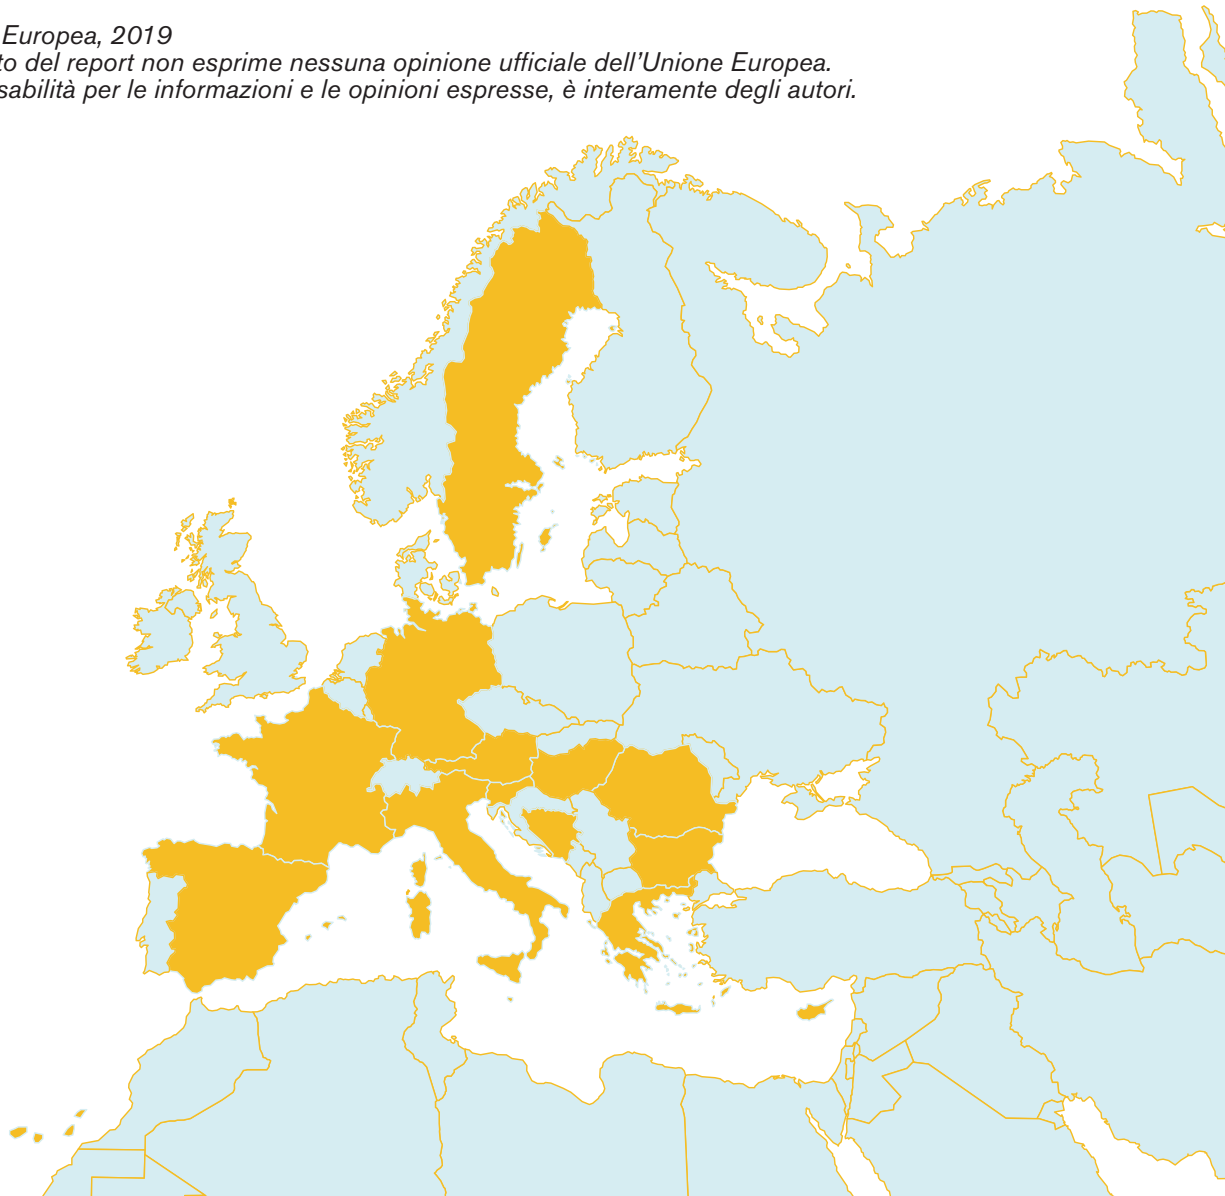 Europea, 2019
to del report non esprime nessuna opinione ufficiale dell'Unione Europea.
sabilità per le informazioni e le opinioni espresse, è interamente degli autori.